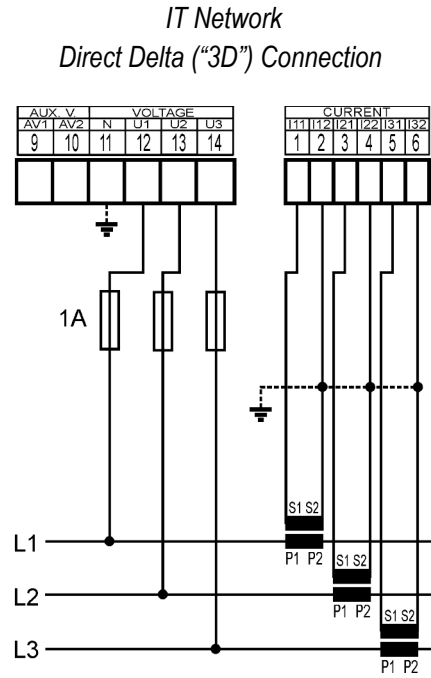 IT Network
Direct Delta (“3D”) Connection
AUX. V. VOLTAGE CURRENT
AV1 AV2 N U1 U2 U3 I11 I12 I21 I22 I31 I32
9 10 11 12 13 14 1 2 3 4 5 6
1A
S1 S2
L1
P1 P2
S1 S2
L2
P1 P2
S1 S2
L3
P1 P2